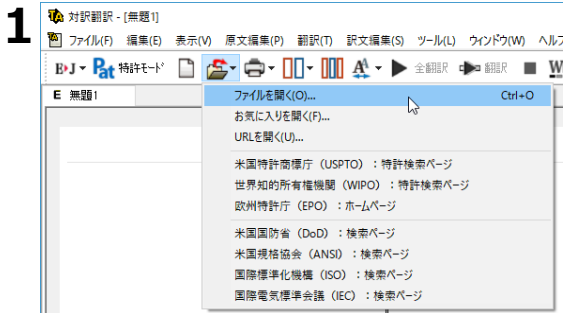 1
対訳翻訳 - [無題1]
ファイル(F) 編集(E) 表示(V) 原文編集(P) 翻訳(T) 訳文編集(S) ツール(L) ウィンドウ(W) ヘル
E›J Pat 特許モード 全翻訳 翻訳 W
E 無題1
ファイルを開く(O)... Ctrl+O
お気に入りを開く(F)...
URLを開く(U)...
米国特許商標庁（USPTO）：特許検索ページ
世界知的所有権機関（WIPO）：特許検索ページ
欧州特許庁（EPO）：ホームページ
米国国防省（DoD）：検索ページ
米国規格協会（ANSI）：検索ページ
国際標準化機構（ISO）：検索ページ
国際電気標準会議（IEC）：検索ページ